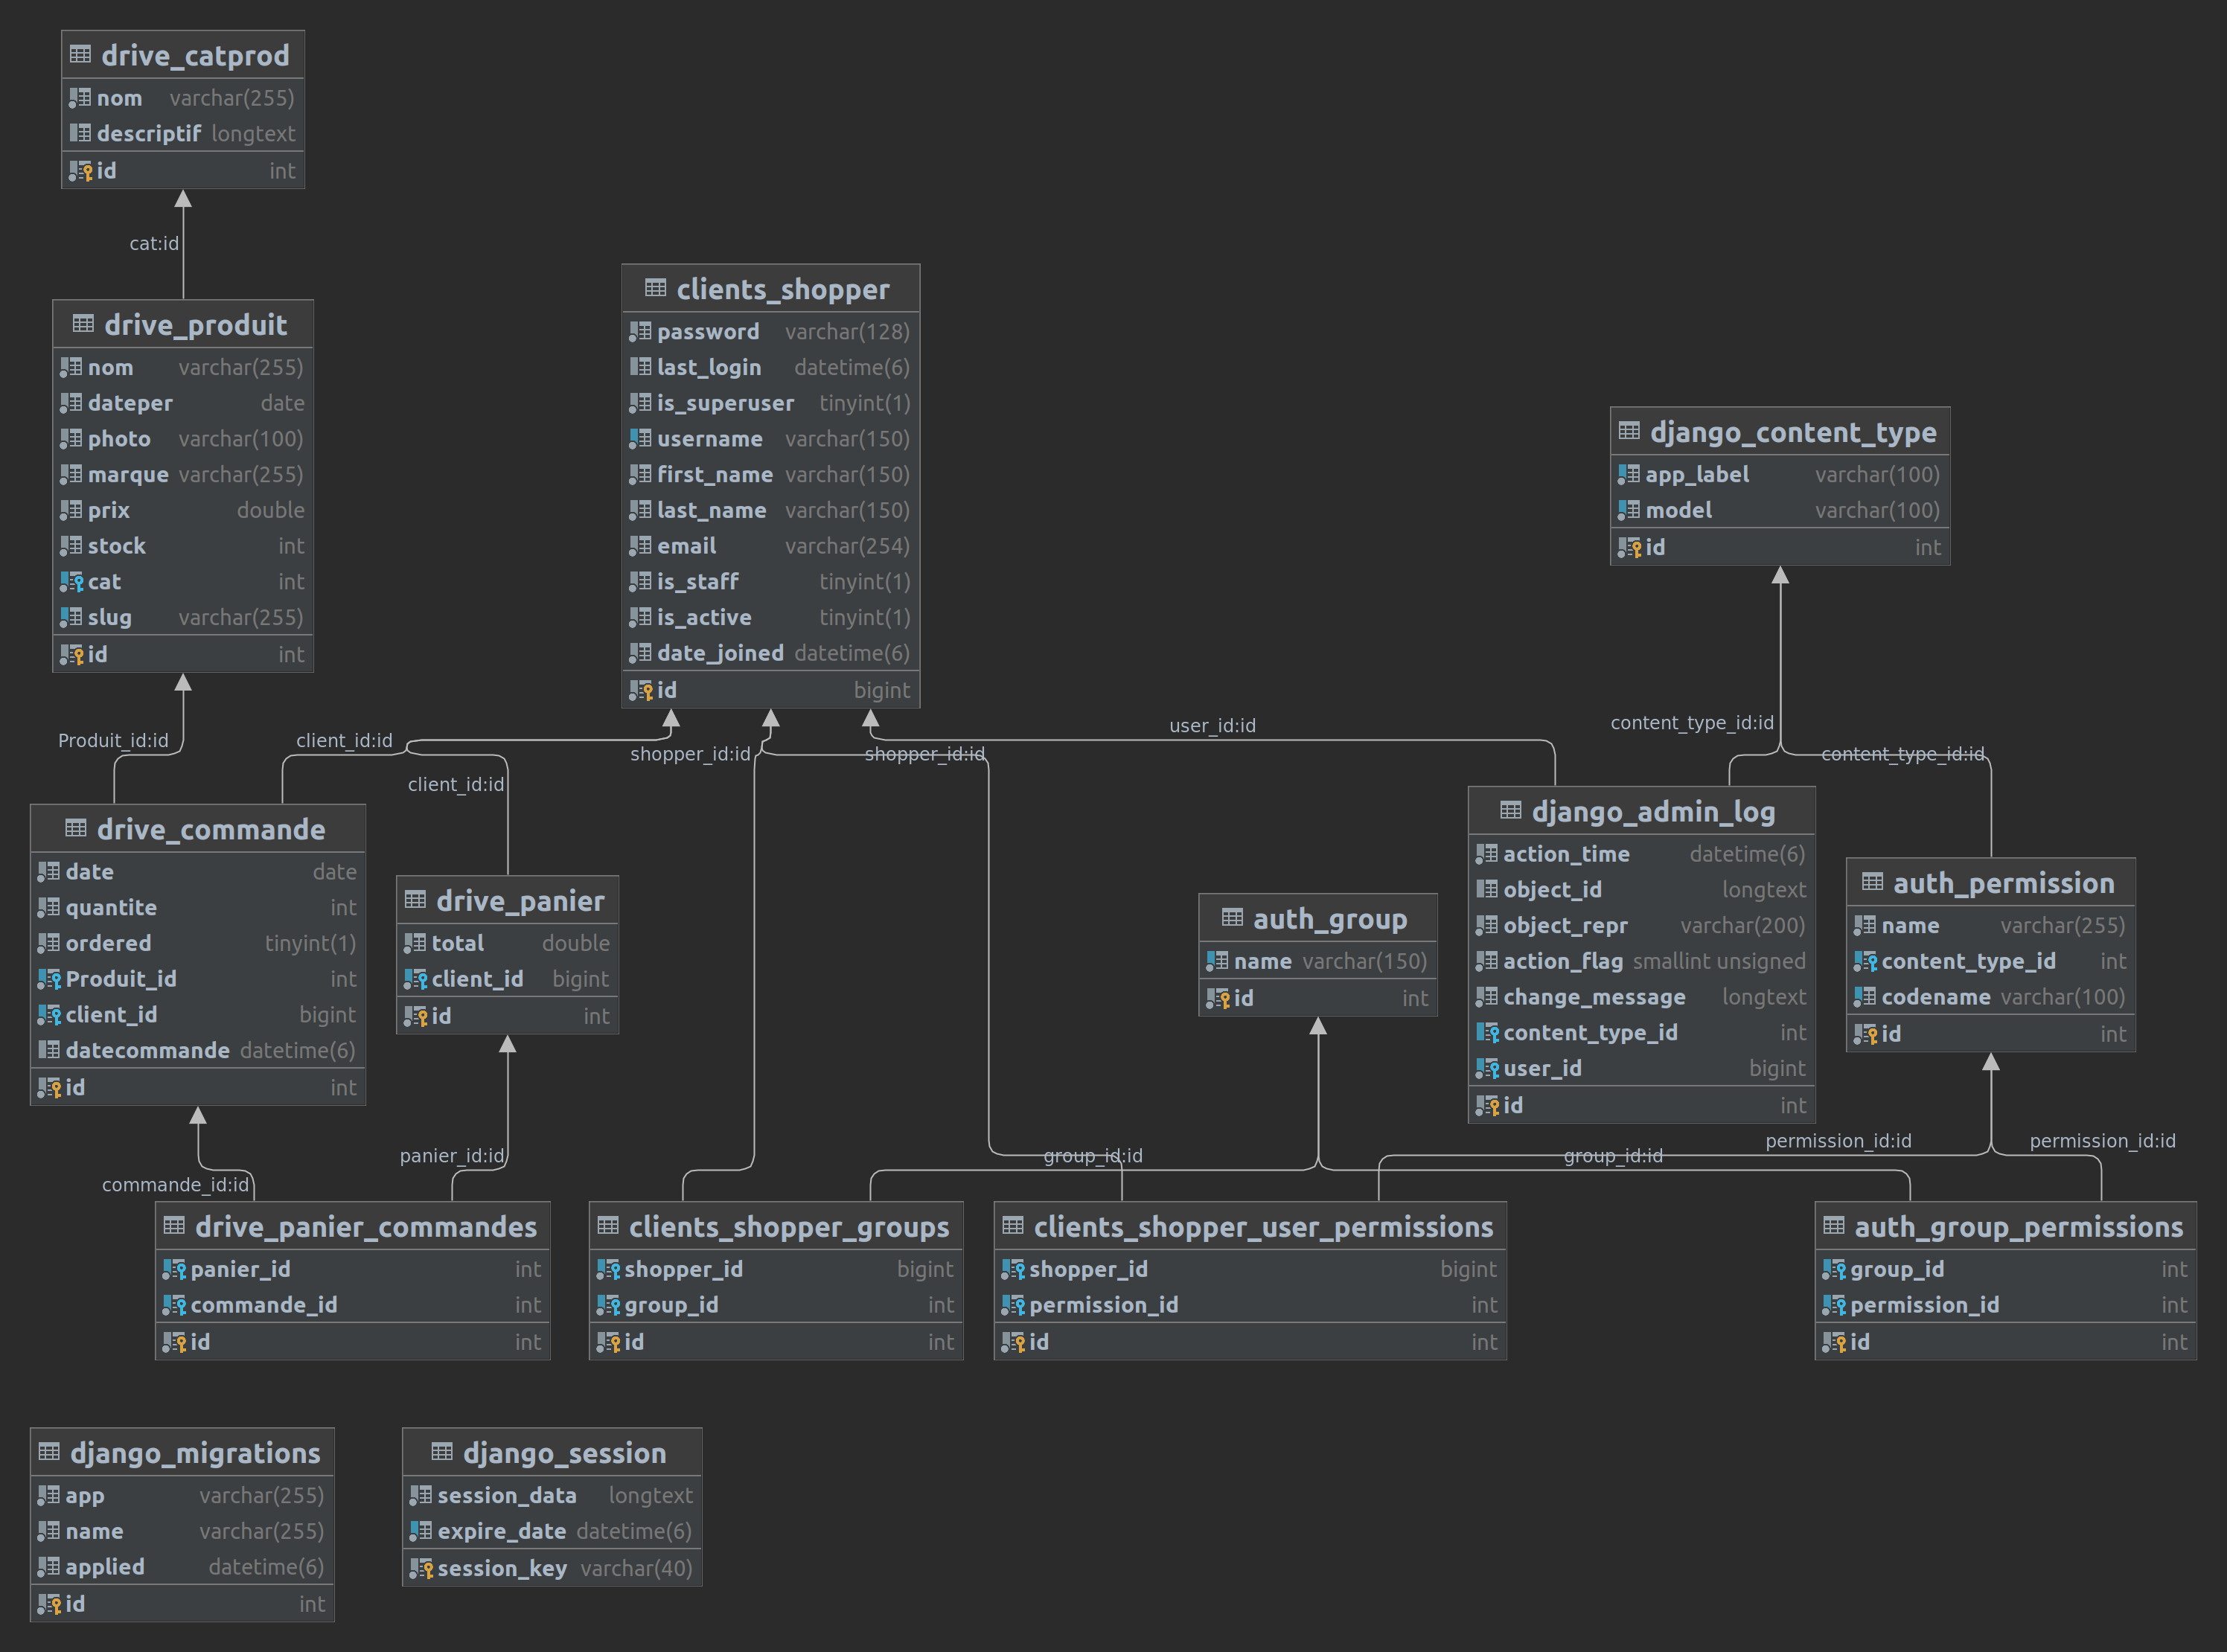 drive_catprod
nom varchar(255)
descriptif longtext
id int
cat:id
drive_produit
nom varchar(255)
dateper date
photo varchar(100)
marque varchar(255)
prix double
stock int
cat int
slug varchar(255)
id int
clients_shopper
password varchar(128)
last_login datetime(6)
is_superuser tinyint(1)
username varchar(150)
first_name varchar(150)
last_name varchar(150)
email varchar(254)
is_staff tinyint(1)
is_active tinyint(1)
date_joined datetime(6)
id bigint
django_content_type
app_label varchar(100)
model varchar(100)
id int
Produit_id:id
client_id:id
client_id:id
shopper_id:id
shopper_id:id
user_id:id
content_type_id:id
content_type_id:id
drive_commande
date date
quantite int
ordered tinyint(1)
Produit_id int
client_id bigint
datecommande datetime(6)
id int
drive_panier
total double
client_id bigint
id int
auth_group
name varchar(150)
id int
django_admin_log
action_time datetime(6)
object_id longtext
object_repr varchar(200)
action_flag smallint unsigned
change_message longtext
content_type_id int
user_id bigint
id int
auth_permission
name varchar(255)
content_type_id int
codename varchar(100)
id int
commande_id:id
panier_id:id
group_id:id
group_id:id
permission_id:id
permission_id:id
drive_panier_commandes
panier_id int
commande_id int
id int
clients_shopper_groups
shopper_id bigint
group_id int
id int
clients_shopper_user_permissions
shopper_id bigint
permission_id int
id int
auth_group_permissions
group_id int
permission_id int
id int
django_migrations
app varchar(255)
name varchar(255)
applied datetime(6)
id int
django_session
session_data longtext
expire_date datetime(6)
session_key varchar(40)